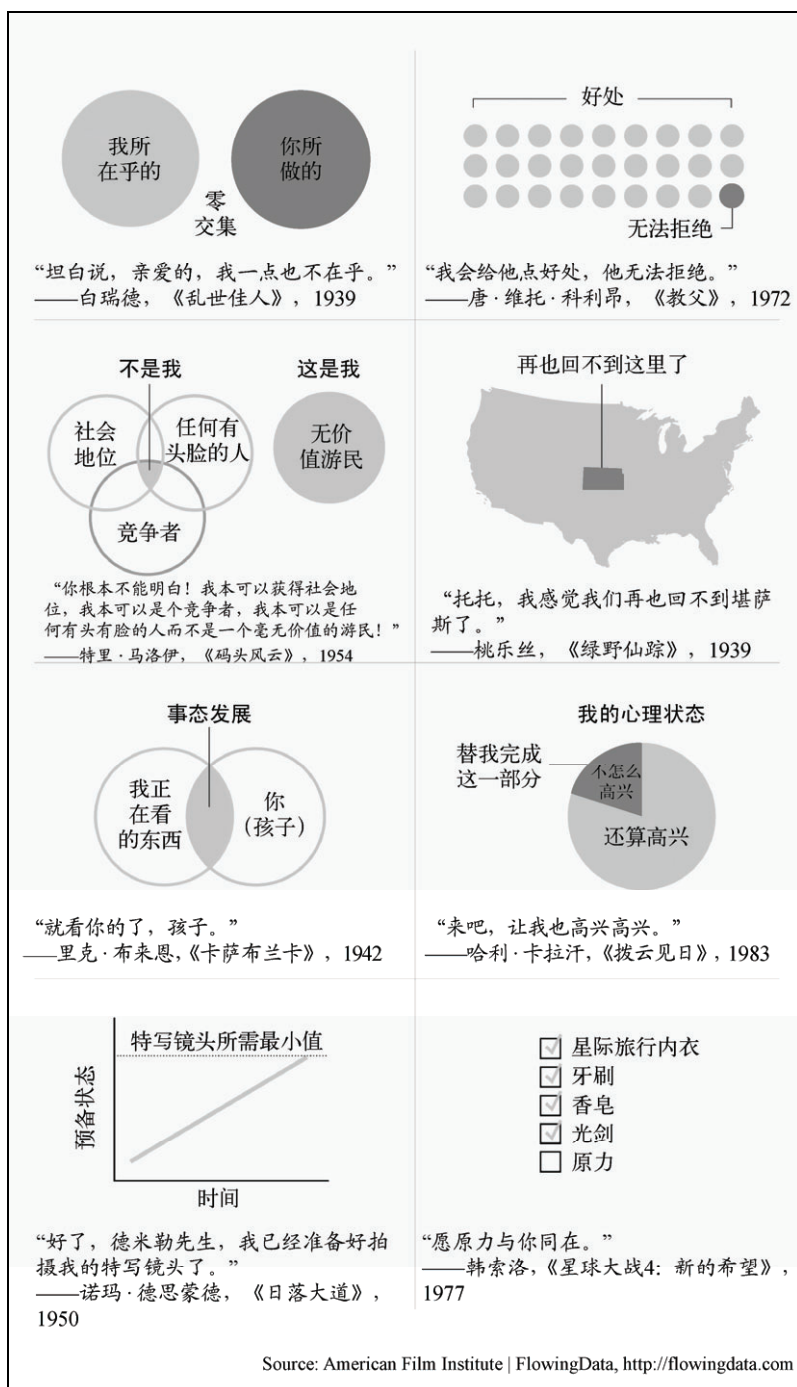 我所
在乎的
你所
做的
零
交集
“坦白说，亲爱的，我一点也不在乎。”
——白瑞德，《乱世佳人》，1939
好处
无法拒绝
“我会给他点好处，他无法拒绝。”
——唐·维托·科利昂，《教父》，1972
不是我
这是我
社会
地位
任何有
头脸的人
竞争者
无价
值游民
“你根本不能明白！我本可以获得社会地
位，我本可以是个竞争者，我本可以是任
何有头有脸的人而不是一个毫无价值的游民！”
——特里·马洛伊，《码头风云》，1954
再也回不到这里了
“托托，我感觉我们再也回不到堪萨
斯了。”
——桃乐丝，《绿野仙踪》，1939
事态发展
我正
在看
的东西
你
（孩子）
“就看你的了，孩子。”
——里克·布来恩，《卡萨布兰卡》，1942
我的心理状态
替我完成
这一部分
不怎么
高兴
还算高兴
“来吧，让我也高兴高兴。”
——哈利·卡拉汗，《拨云见日》，1983
特写镜头所需最小值
预备状态
时间
“好了，德米勒先生，我已经准备好拍
摄我的特写镜头了。”
——诺玛·德思蒙德，《日落大道》，
1950
星际旅行内衣
牙刷
香皂
光剑
原力
“愿原力与你同在。”
——韩索洛，《星球大战4：新的希望》，
1977
Source: American Film Institute | FlowingData, http://flowingdata.com